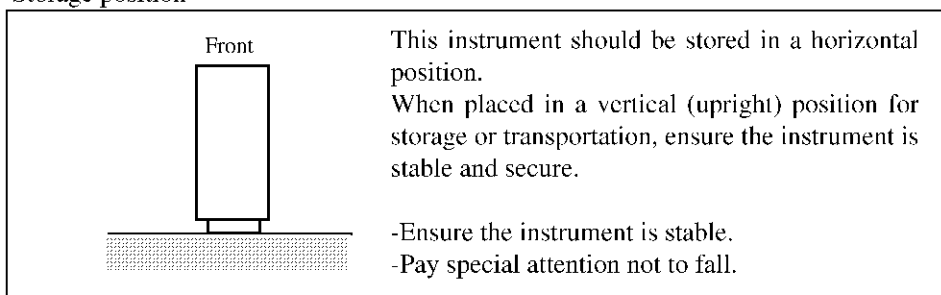 Storage position
Front
This instrument should be stored in a horizontal
position.
When placed in a vertical (upright) position for
storage or transportation, ensure the instrument is
stable and secure.
-Ensure the instrument is stable.
-Pay special attention not to fall.